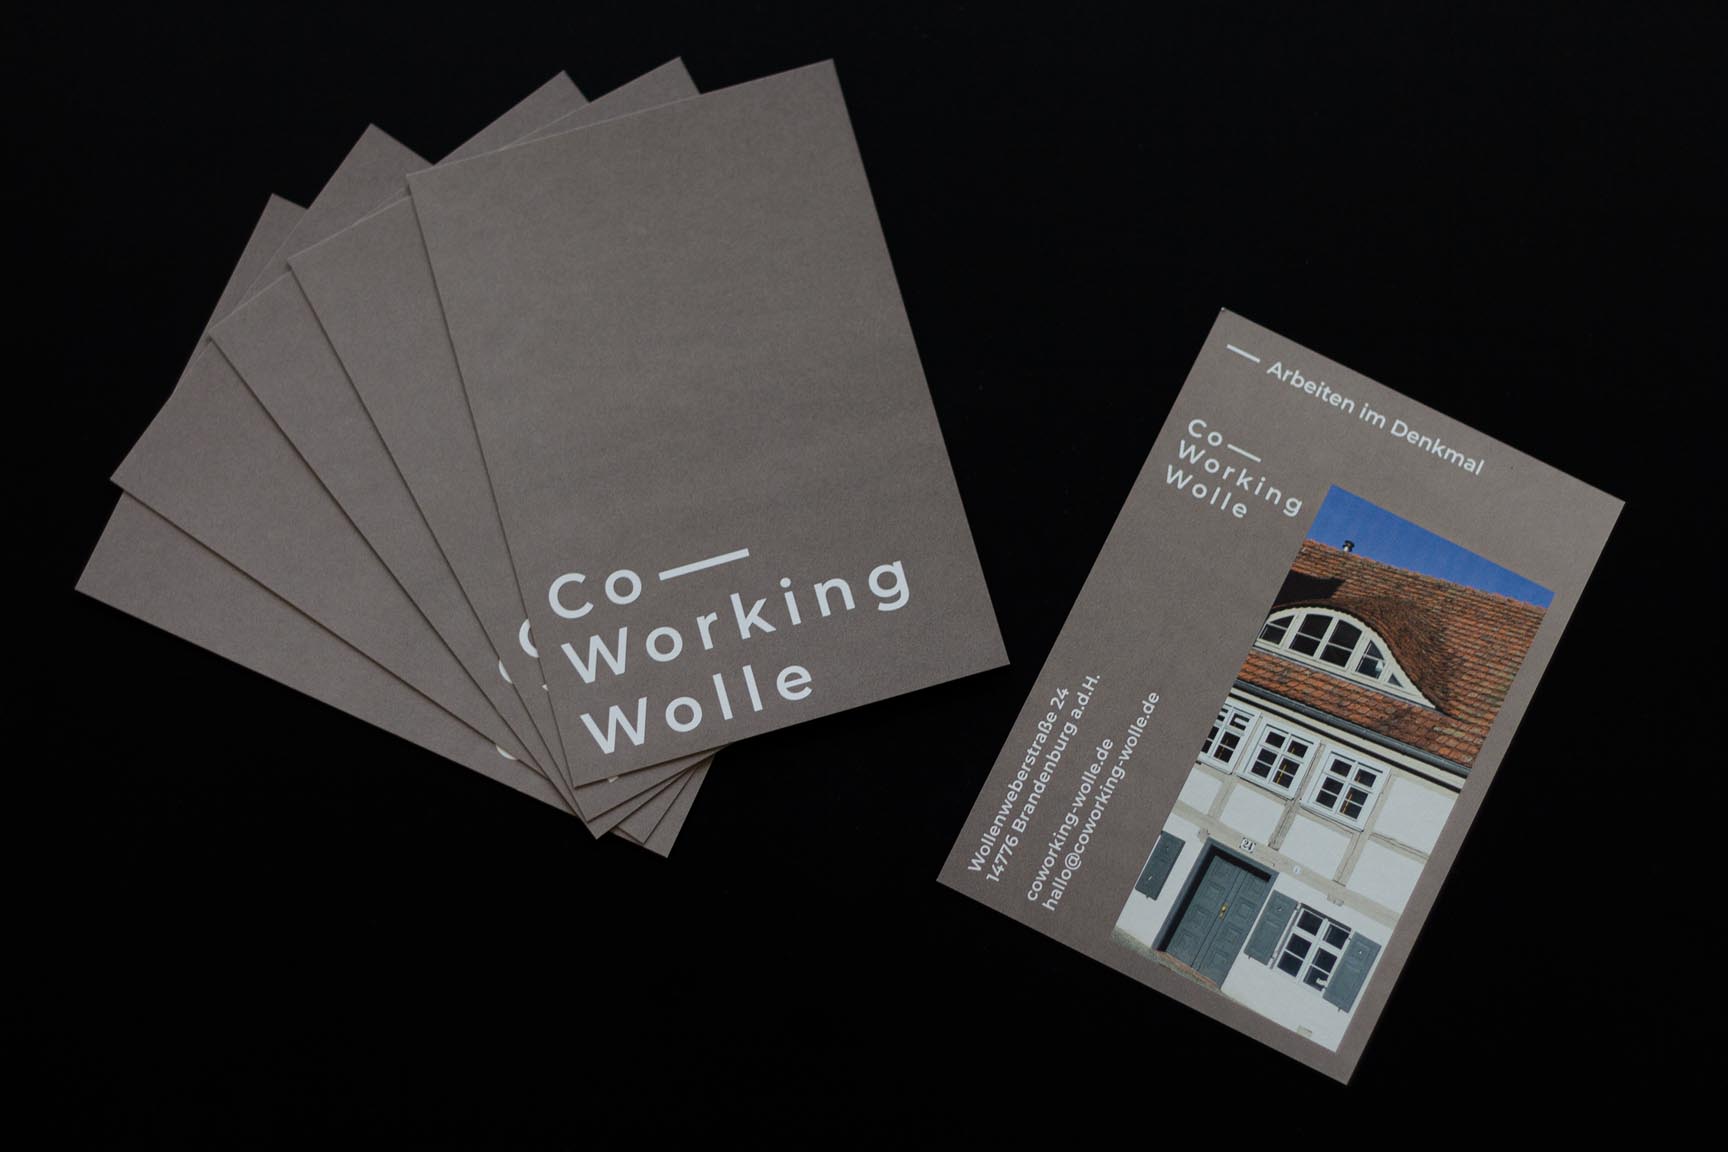 Co—
Working
Wolle
— Arbeiten im Denkmal
Co—
Working
Wolle
Wollenweberstraße 24
14776 Brandenburg a.d.H.
coworking-wolle.de
hallo@coworking-wolle.de
24